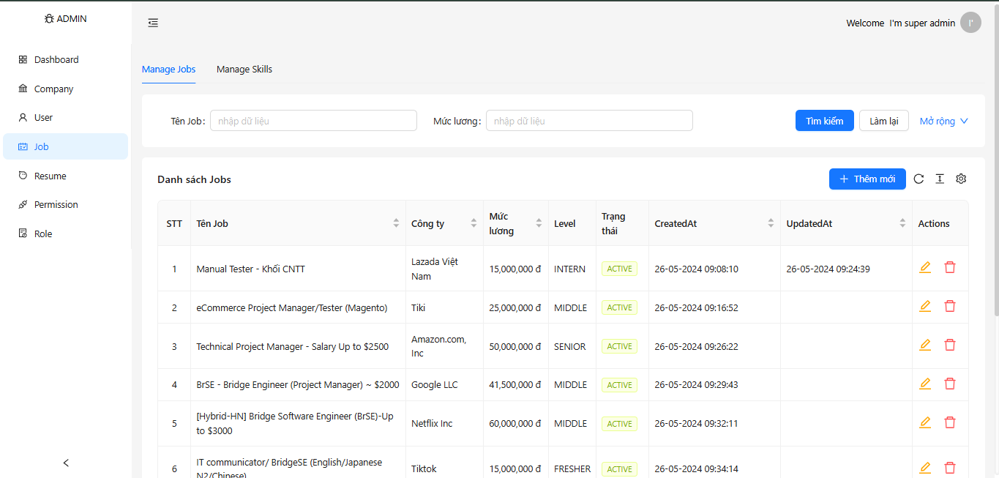 ADMIN
Welcome I'm super admin I'
Dashboard
Company
User
Job
Resume
Permission
Role
Manage Jobs Manage Skills
Tên Job: nhập dữ liệu Mức lương: nhập dữ liệu Tìm kiếm Làm lại Mở rộng
Danh sách Jobs Thêm mới
STT Tên Job Công ty Mức lương Level Trạng thái CreatedAt UpdatedAt Actions
1 Manual Tester - Khối CNTT Lazada Việt Nam 15,000,000 đ INTERN ACTIVE 26-05-2024 09:08:10 26-05-2024 09:24:39
2 eCommerce Project Manager/Tester (Magento) Tiki 25,000,000 đ MIDDLE ACTIVE 26-05-2024 09:16:52
3 Technical Project Manager - Salary Up to $2500 Amazon.com, Inc 50,000,000 đ SENIOR ACTIVE 26-05-2024 09:26:22
4 BrSE - Bridge Engineer (Project Manager) ~ $2000 Google LLC 41,500,000 đ MIDDLE ACTIVE 26-05-2024 09:29:43
5 [Hybrid-HN] Bridge Software Engineer (BrSE)-Up to $3000 Netflix Inc 60,000,000 đ MIDDLE ACTIVE 26-05-2024 09:32:11
6 IT communicator/ BridgeSE (English/Japanese N2/Chinese) Tiktok 15,000,000 đ FRESHER ACTIVE 26-05-2024 09:34:14